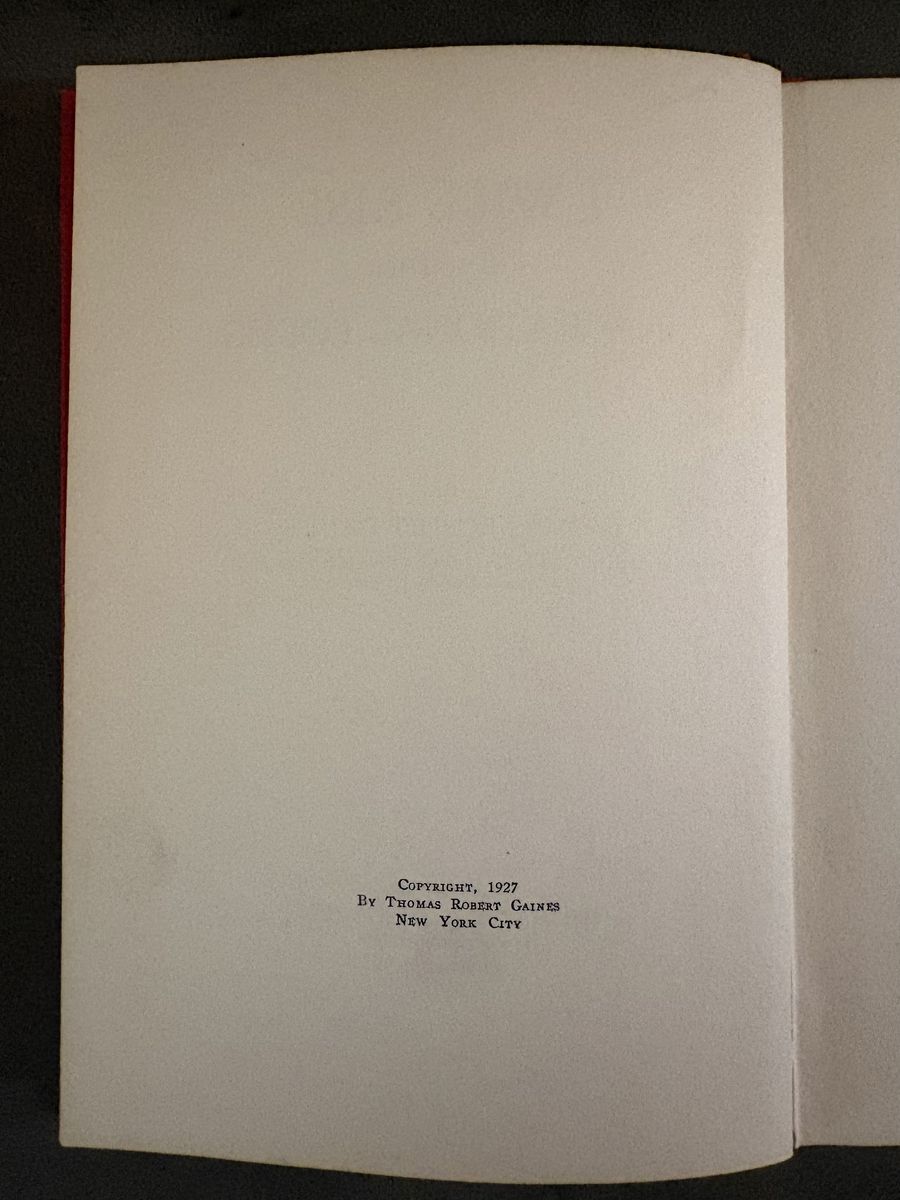 Copyright, 1927
By Thomas Robert Gaines
New York City